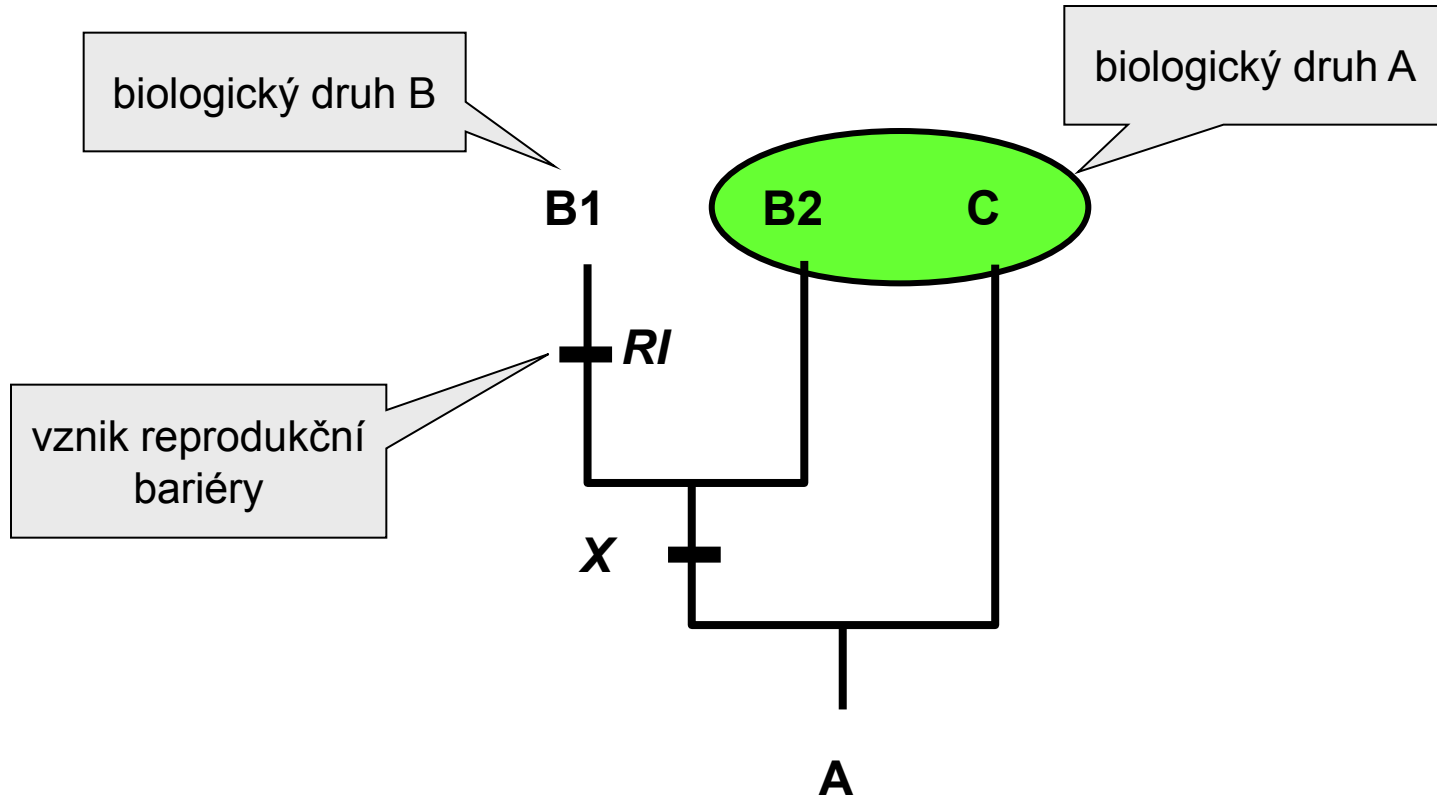 biologický druh B
biologický druh A
B1
B2
C
RI
vznik reprodukční
bariéry
X
A